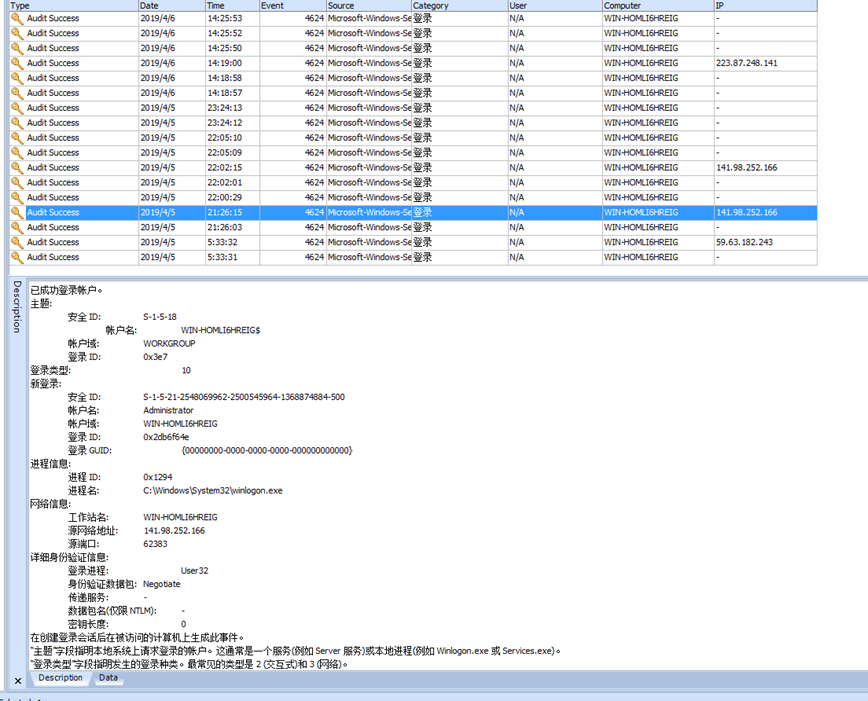 Type Date Time Event Source Category User Computer IP
Audit Success 2019/4/6 14:25:53 4624 Microsoft-Windows-Se 登录 N/A WIN-HOMLI6HREIG -
Audit Success 2019/4/6 14:25:52 4624 Microsoft-Windows-Se 登录 N/A WIN-HOMLI6HREIG -
Audit Success 2019/4/6 14:25:50 4624 Microsoft-Windows-Se 登录 N/A WIN-HOMLI6HREIG -
Audit Success 2019/4/6 14:19:00 4624 Microsoft-Windows-Se 登录 N/A WIN-HOMLI6HREIG 223.87.248.141
Audit Success 2019/4/6 14:18:58 4624 Microsoft-Windows-Se 登录 N/A WIN-HOMLI6HREIG -
Audit Success 2019/4/6 14:18:57 4624 Microsoft-Windows-Se 登录 N/A WIN-HOMLI6HREIG -
Audit Success 2019/4/5 23:24:13 4624 Microsoft-Windows-Se 登录 N/A WIN-HOMLI6HREIG -
Audit Success 2019/4/5 23:24:12 4624 Microsoft-Windows-Se 登录 N/A WIN-HOMLI6HREIG -
Audit Success 2019/4/5 22:05:10 4624 Microsoft-Windows-Se 登录 N/A WIN-HOMLI6HREIG -
Audit Success 2019/4/5 22:05:09 4624 Microsoft-Windows-Se 登录 N/A WIN-HOMLI6HREIG -
Audit Success 2019/4/5 22:02:15 4624 Microsoft-Windows-Se 登录 N/A WIN-HOMLI6HREIG 141.98.252.166
Audit Success 2019/4/5 22:02:01 4624 Microsoft-Windows-Se 登录 N/A WIN-HOMLI6HREIG -
Audit Success 2019/4/5 22:00:29 4624 Microsoft-Windows-Se 登录 N/A WIN-HOMLI6HREIG -
Audit Success 2019/4/5 21:26:15 4624 Microsoft-Windows-Se 登录 N/A WIN-HOMLI6HREIG 141.98.252.166
Audit Success 2019/4/5 21:26:03 4624 Microsoft-Windows-Se 登录 N/A WIN-HOMLI6HREIG -
Audit Success 2019/4/5 5:33:32 4624 Microsoft-Windows-Se 登录 N/A WIN-HOMLI6HREIG 59.63.182.243
Audit Success 2019/4/5 5:33:31 4624 Microsoft-Windows-Se 登录 N/A WIN-HOMLI6HREIG -
Description
已成功登录帐户。
主题:
安全 ID: S-1-5-18
帐户名: WIN-HOMLI6HREIG$
帐户域: WORKGROUP
登录 ID: 0x3e7
登录类型: 10
新登录:
安全 ID: S-1-5-21-2548069962-2500545964-1368874884-500
帐户名: Administrator
帐户域: WIN-HOMLI6HREIG
登录 ID: 0x2db6f64e
登录 GUID: {00000000-0000-0000-0000-000000000000}
进程信息:
进程 ID: 0x1294
进程名: C:\Windows\System32\winlogon.exe
网络信息:
工作站名: WIN-HOMLI6HREIG
源网络地址: 141.98.252.166
源端口: 62383
详细身份验证信息:
登录进程: User32
身份验证数据包: Negotiate
传递服务: -
数据包名(仅限 NTLM): -
密钥长度: 0
在创建登录会话后在被访问的计算机上生成此事件。
“主题”字段指明本地系统上请求登录的帐户。这通常是一个服务(例如 Server 服务)或本地进程(例如 Winlogon.exe 或 Services.exe)。
“登录类型”字段指明发生的登录种类。最常见的类型是 2 (交互式)和 3 (网络)。
Description Data